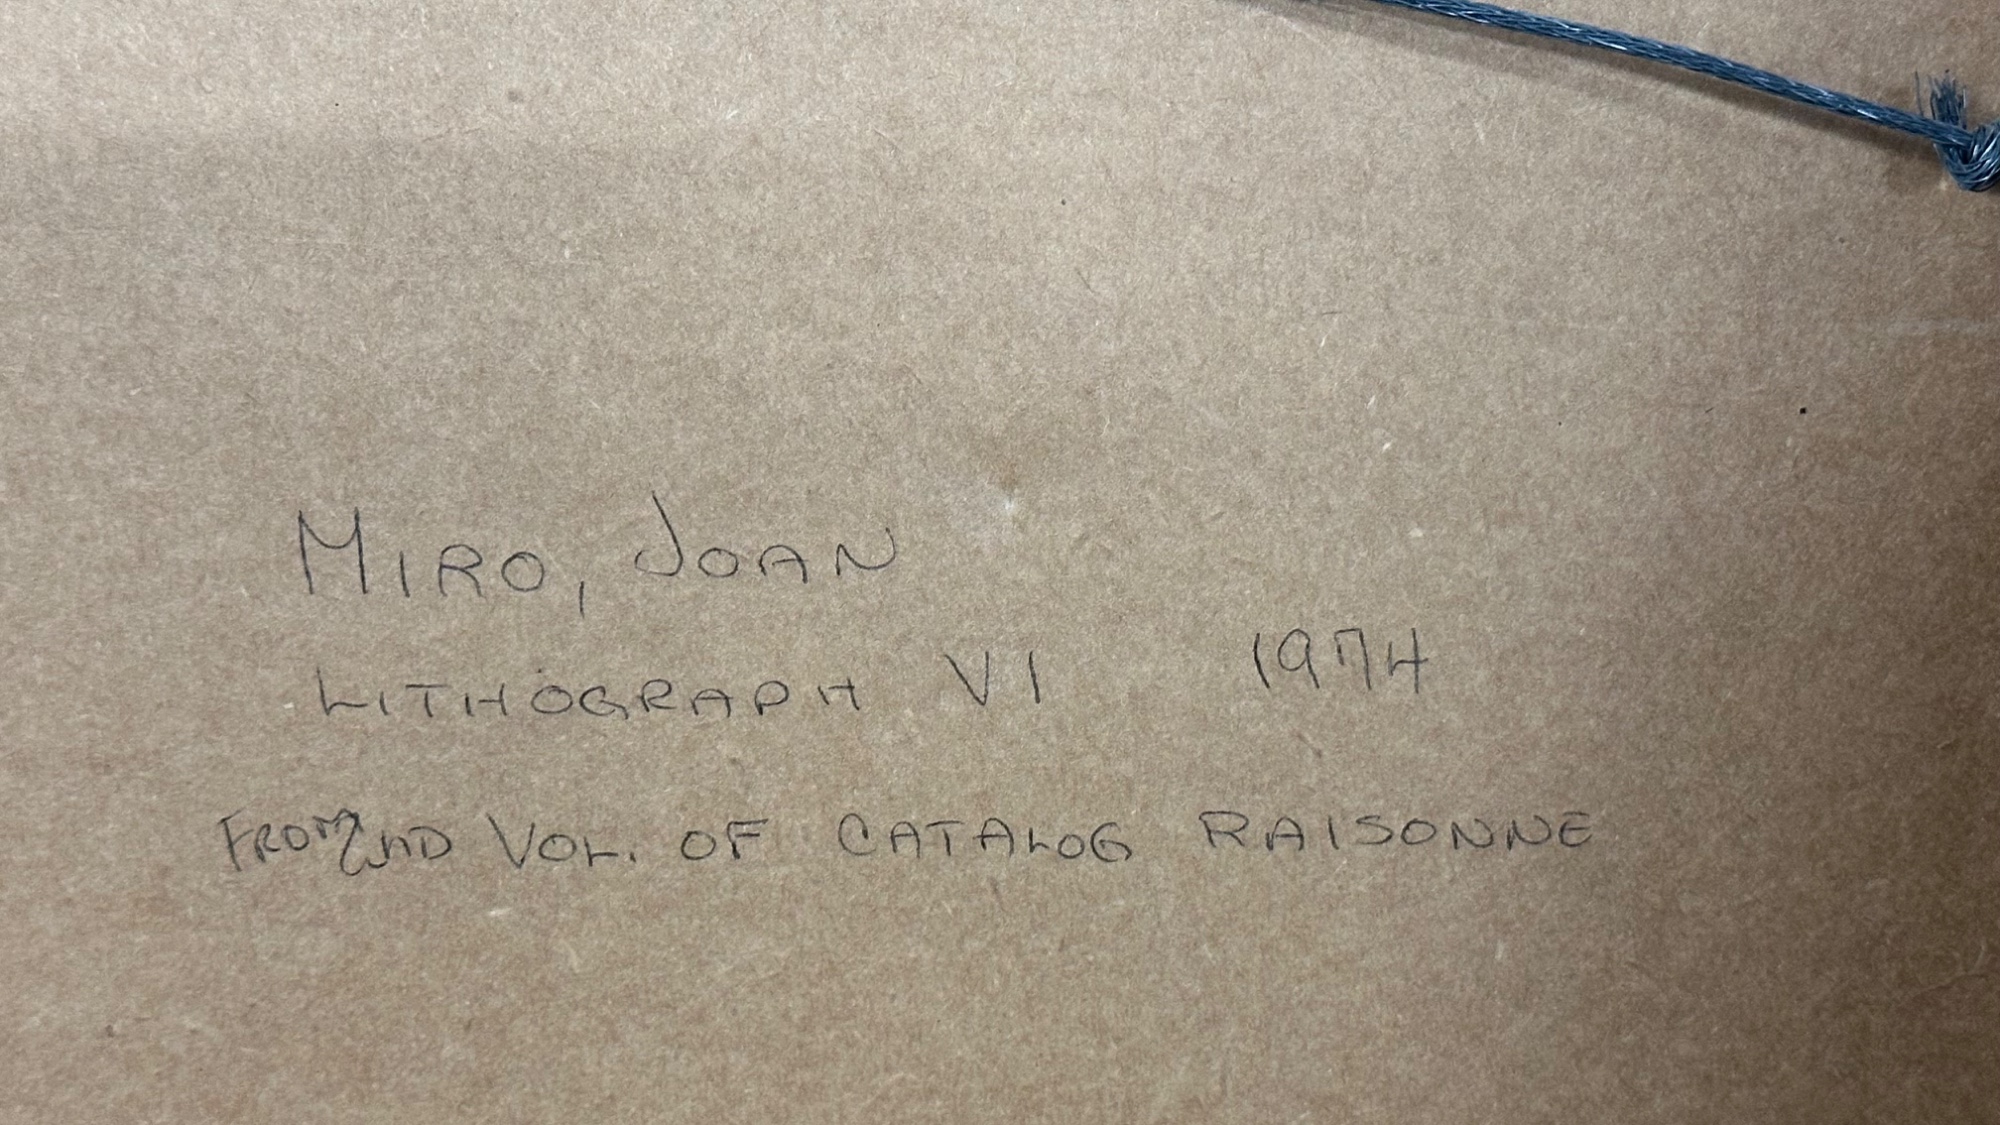 MIRO, JOAN
LITHOGRAPH VI 1974
FROM 2ND VOL. OF CATALOG RAISONNE